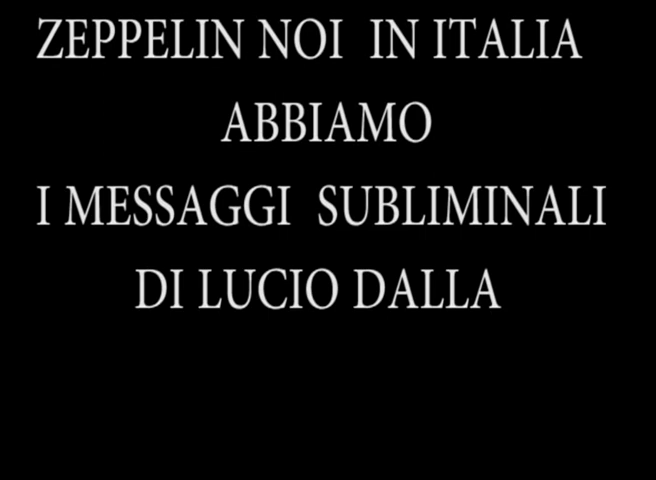 ZEPPELIN NOI  IN ITALIA
ABBIAMO
I MESSAGGI  SUBLIMINALI
DI LUCIO DALLA